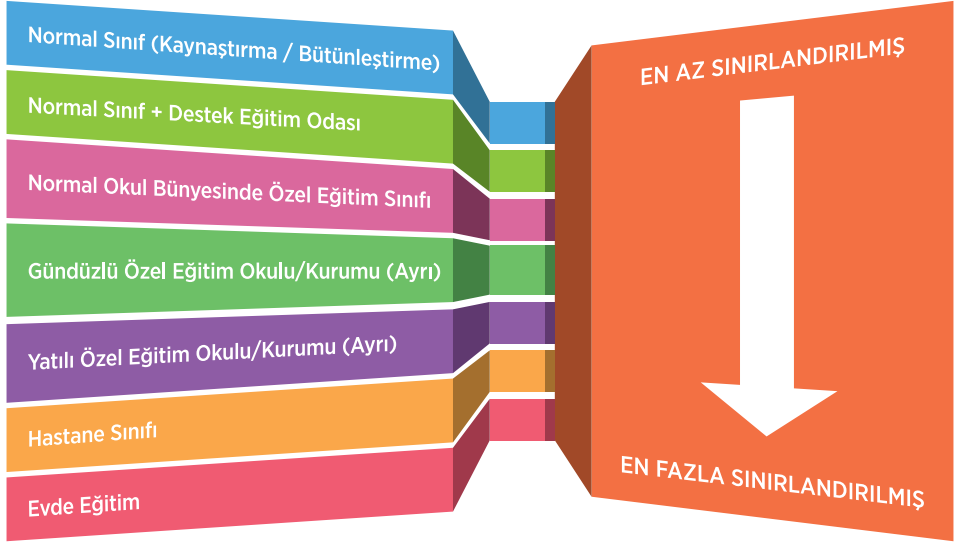 Normal Sınıf (Kaynaştırma / Bütünleştirme)
Normal Sınıf + Destek Eğitim Odası
Normal Okul Bünyesinde Özel Eğitim Sınıfı
Gündüzlü Özel Eğitim Okulu/Kurumu (Ayrı)
Yatılı Özel Eğitim Okulu/Kurumu (Ayrı)
Hastane Sınıfı
Evde Eğitim
EN AZ SINIRLANDIRILMIŞ
EN FAZLA SINIRLANDIRILMIŞ